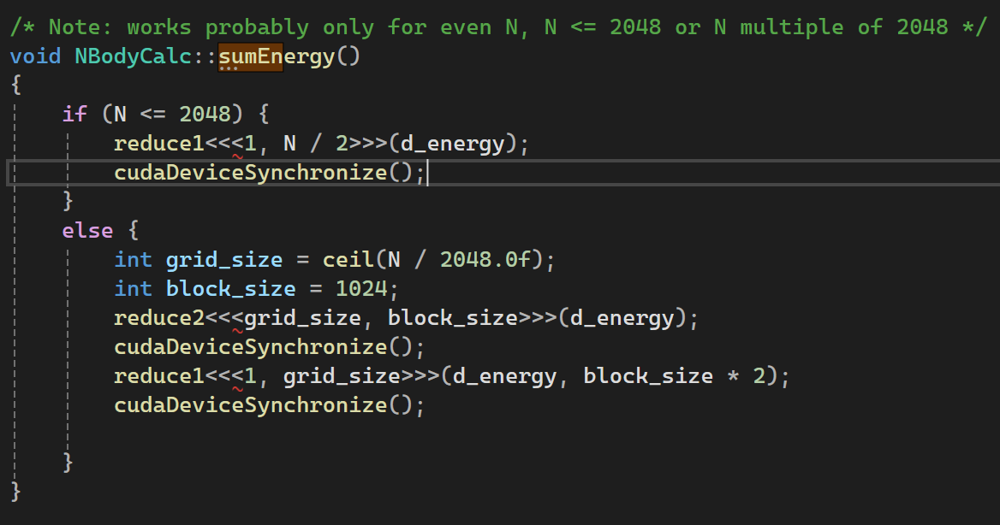 /* Note: works probably only for even N, N <= 2048 or N multiple of 2048 */
void NBodyCalc::sumEnergy()
{
    if (N <= 2048) {
        reduce1<<<1, N / 2>>>(d_energy);
        cudaDeviceSynchronize();
    }
    else {
        int grid_size = ceil(N / 2048.0f);
        int block_size = 1024;
        reduce2<<<grid_size, block_size>>>(d_energy);
        cudaDeviceSynchronize();
        reduce1<<<1, grid_size>>>(d_energy, block_size * 2);
        cudaDeviceSynchronize();

    }
}